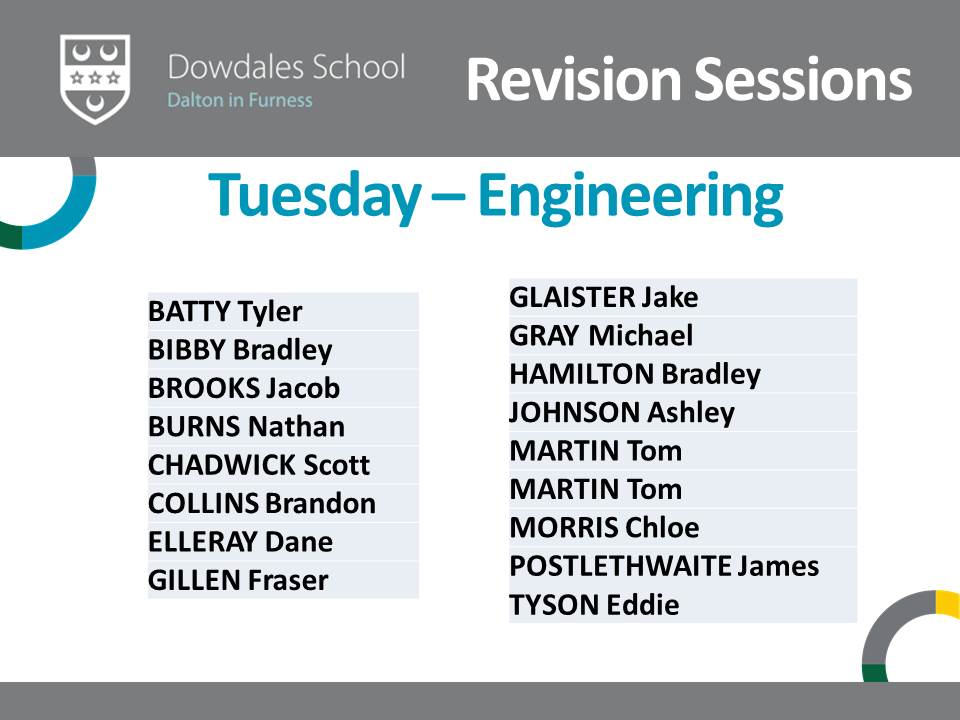 Dowdales School
Dalton in Furness
Revision Sessions
Tuesday – Engineering
BATTY Tyler
BIBBY Bradley
BROOKS Jacob
BURNS Nathan
CHADWICK Scott
COLLINS Brandon
ELLERAY Dane
GILLEN Fraser
GLAISTER Jake
GRAY Michael
HAMILTON Bradley
JOHNSON Ashley
MARTIN Tom
MARTIN Tom
MORRIS Chloe
POSTLETHWAITE James
TYSON Eddie